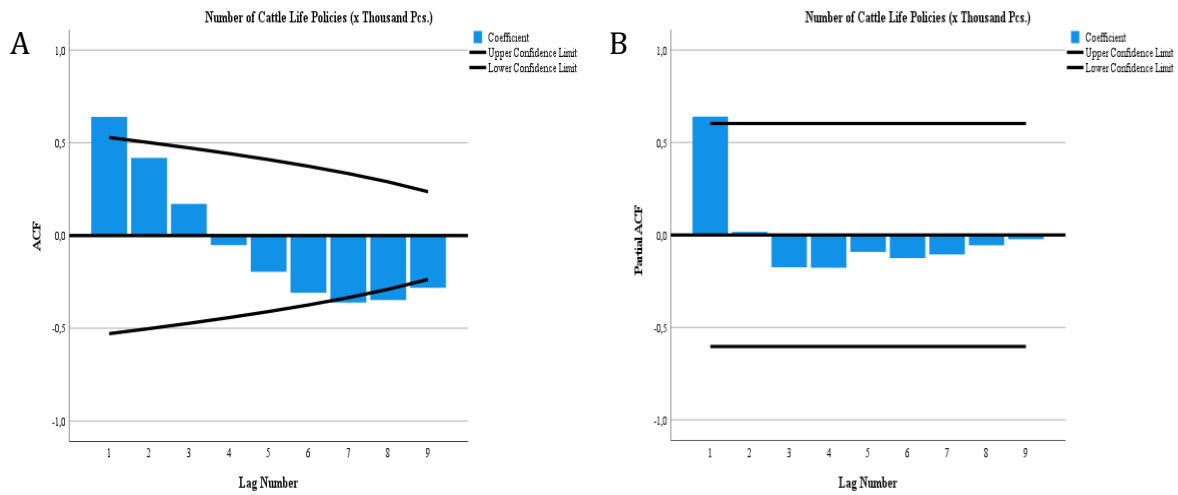 A
Number of Cattle Life Policies (x Thousand Pcs.)
Coefficient
Upper Confidence Limit
Lower Confidence Limit
1,0
0,5
0,0
-0,5
-1,0
ACF
1 2 3 4 5 6 7 8 9
Lag Number
B
Number of Cattle Life Policies (x Thousand Pcs.)
Coefficient
Upper Confidence Limit
Lower Confidence Limit
1,0
0,5
0,0
-0,5
-1,0
Partial ACF
1 2 3 4 5 6 7 8 9
Lag Number